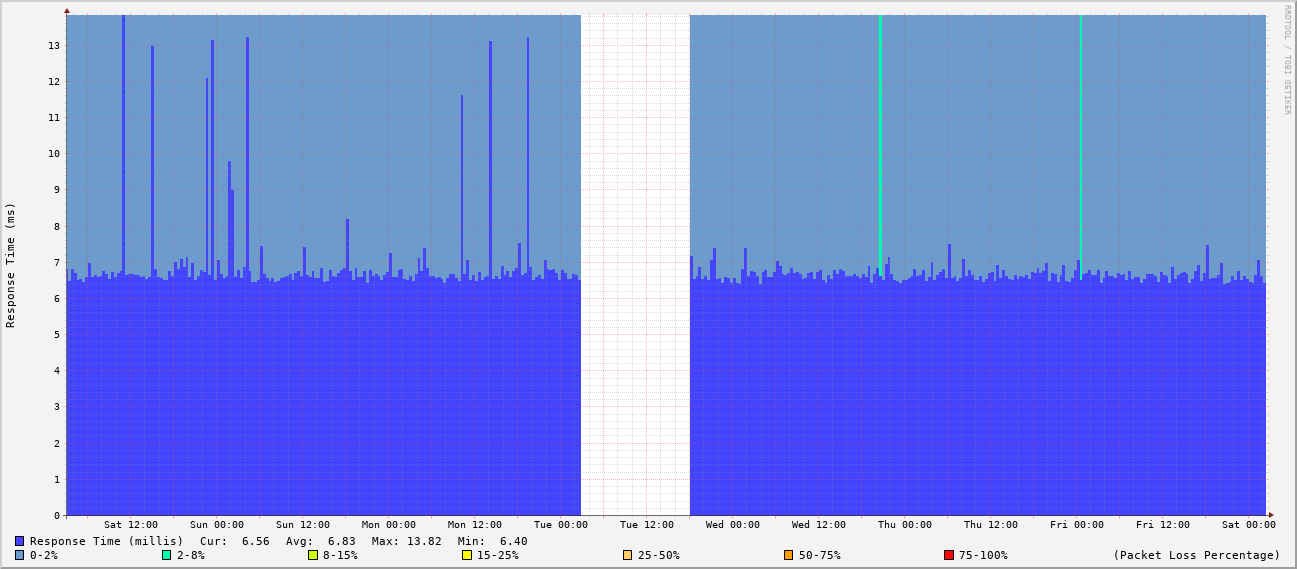 RRDTOOL / TOBI OETIKER
Response Time (ms)
13
12
11
10
9
8
7
6
5
4
3
2
1
0
Sat 12:00 Sun 00:00 Sun 12:00 Mon 00:00 Mon 12:00 Tue 00:00 Tue 12:00 Wed 00:00 Wed 12:00 Thu 00:00 Thu 12:00 Fri 00:00 Fri 12:00 Sat 00:00
Response Time (millis) Cur: 6.56 Avg: 6.83 Max: 13.82 Min: 6.40
0-2% 2-8% 8-15% 15-25% 25-50% 50-75% 75-100% (Packet Loss Percentage)